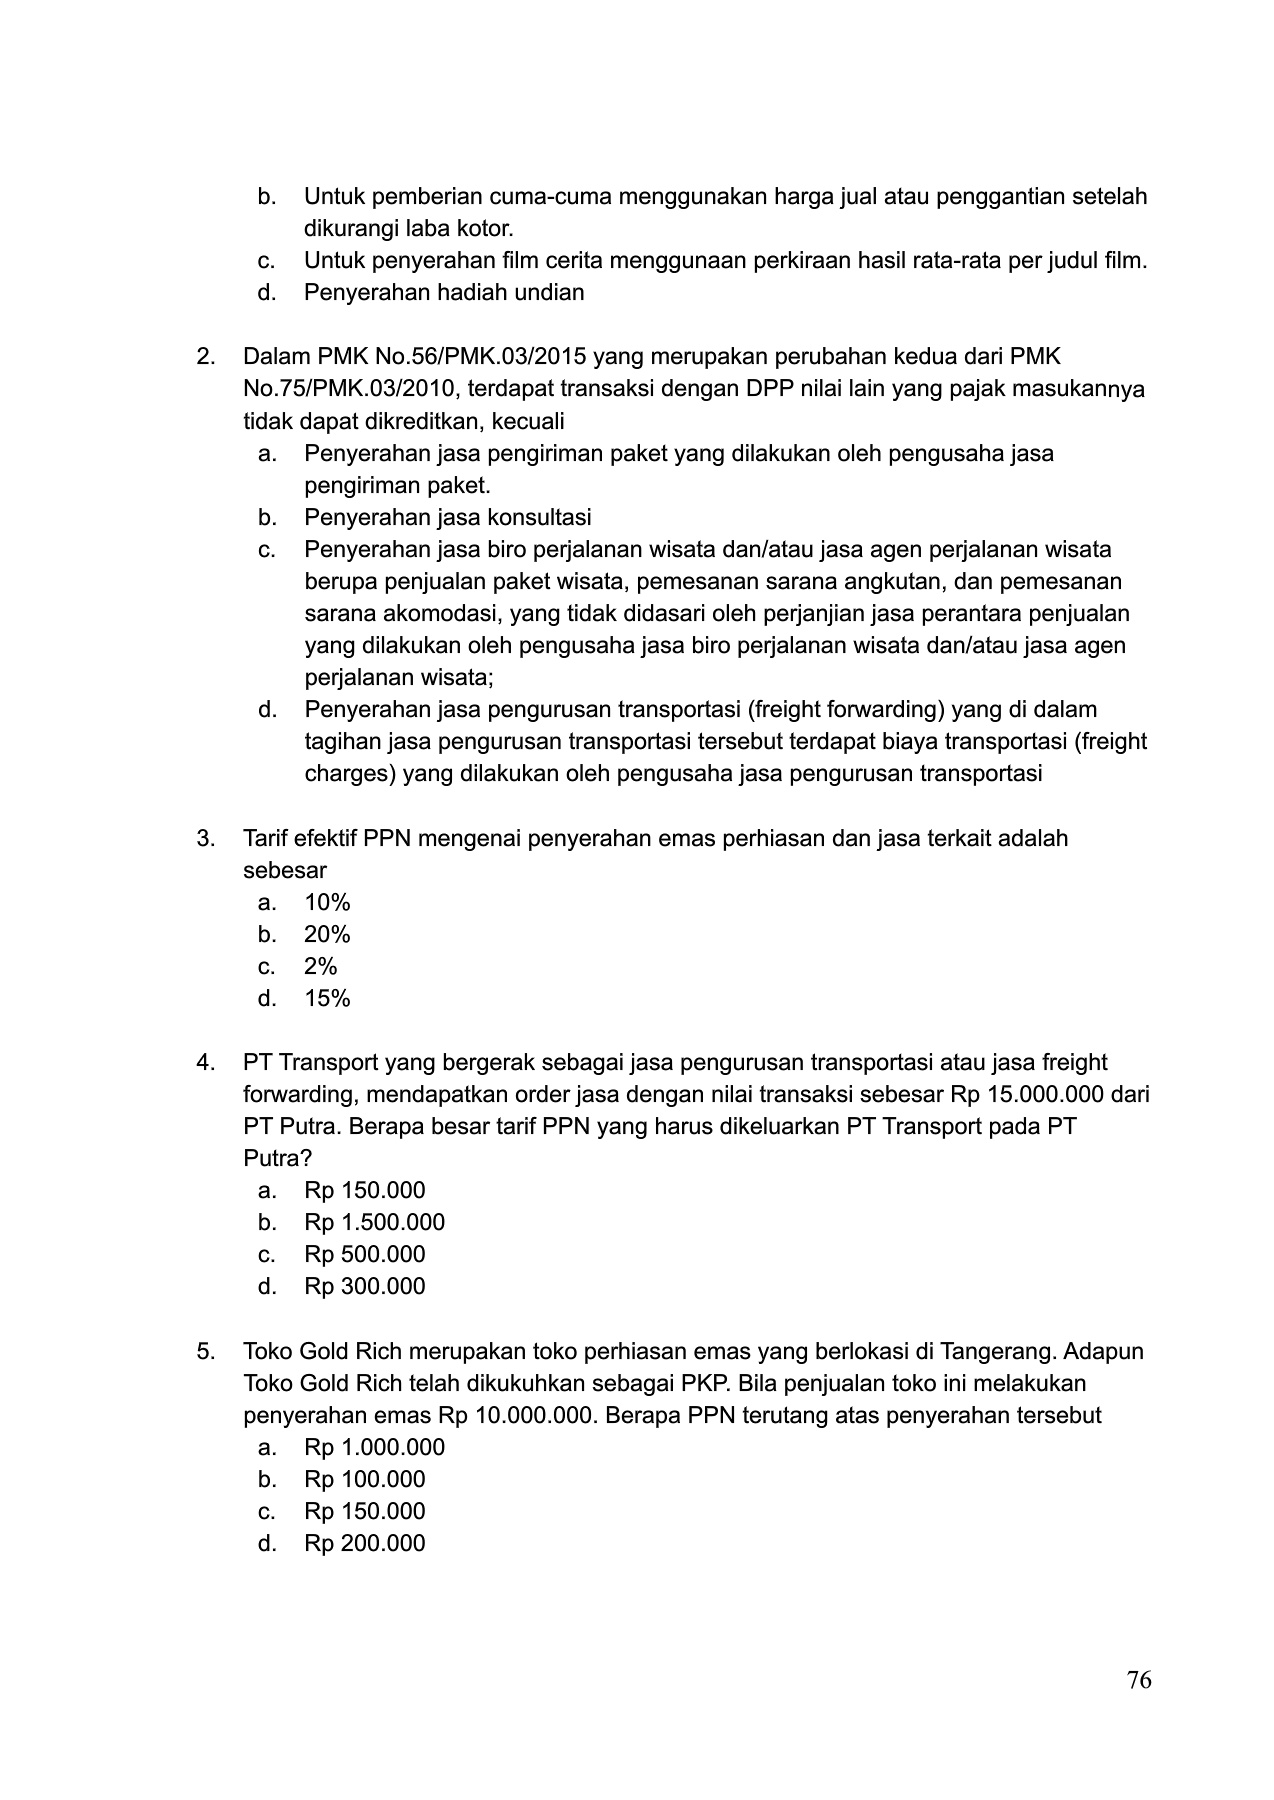 b. Untuk pemberian cuma-cuma menggunakan harga jual atau penggantian setelah
dikurangi laba kotor.
c. Untuk penyerahan film cerita menggunaan perkiraan hasil rata-rata per judul film.
d. Penyerahan hadiah undian
2. Dalam PMK No.56/PMK.03/2015 yang merupakan perubahan kedua dari PMK
No.75/PMK.03/2010, terdapat transaksi dengan DPP nilai lain yang pajak masukannya
tidak dapat dikreditkan, kecuali
a. Penyerahan jasa pengiriman paket yang dilakukan oleh pengusaha jasa
pengiriman paket.
b. Penyerahan jasa konsultasi
c. Penyerahan jasa biro perjalanan wisata dan/atau jasa agen perjalanan wisata
berupa penjualan paket wisata, pemesanan sarana angkutan, dan pemesanan
sarana akomodasi, yang tidak didasari oleh perjanjian jasa perantara penjualan
yang dilakukan oleh pengusaha jasa biro perjalanan wisata dan/atau jasa agen
perjalanan wisata;
d. Penyerahan jasa pengurusan transportasi (freight forwarding) yang di dalam
tagihan jasa pengurusan transportasi tersebut terdapat biaya transportasi (freight
charges) yang dilakukan oleh pengusaha jasa pengurusan transportasi
3. Tarif efektif PPN mengenai penyerahan emas perhiasan dan jasa terkait adalah
sebesar
a. 10%
b. 20%
c. 2%
d. 15%
4. PT Transport yang bergerak sebagai jasa pengurusan transportasi atau jasa freight
forwarding, mendapatkan order jasa dengan nilai transaksi sebesar Rp 15.000.000 dari
PT Putra. Berapa besar tarif PPN yang harus dikeluarkan PT Transport pada PT
Putra?
a. Rp 150.000
b. Rp 1.500.000
c. Rp 500.000
d. Rp 300.000
5. Toko Gold Rich merupakan toko perhiasan emas yang berlokasi di Tangerang. Adapun
Toko Gold Rich telah dikukuhkan sebagai PKP. Bila penjualan toko ini melakukan
penyerahan emas Rp 10.000.000. Berapa PPN terutang atas penyerahan tersebut
a. Rp 1.000.000
b. Rp 100.000
c. Rp 150.000
d. Rp 200.000
76